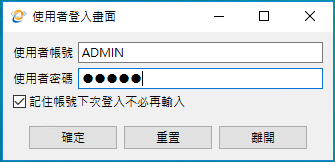 使用者登入畫面
使用者帳號 ADMIN
使用者密碼 ●●●●●
記住帳號下次登入不必再輸入
確定 重置 離開